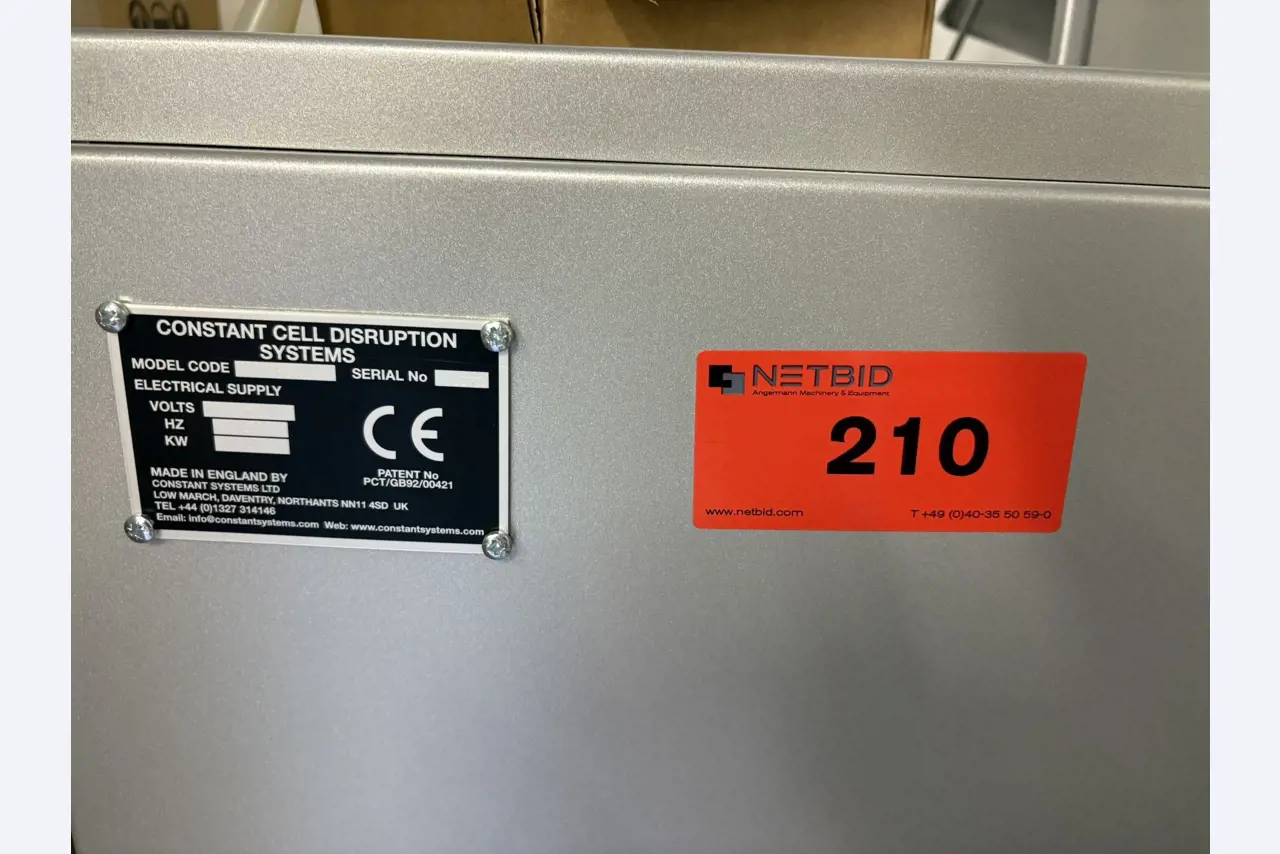 CONSTANT CELL DISRUPTION
SYSTEMS
MODEL CODE
SERIAL No
ELECTRICAL SUPPLY
VOLTS
HZ
KW
CE
PATENT No
PCT/GB92/00421
MADE IN ENGLAND BY
CONSTANT SYSTEMS LTD
LOW MARCH, DAVENTRY, NORTHANTS NN11 4SD UK
TEL +44 (0)1327 314146
Email: info@constantsystems.com Web: www.constantsystems.com
NETBID
Angermann Machinery & Equipment
210
www.netbid.com
T +49 (0)40-35 50 59-0